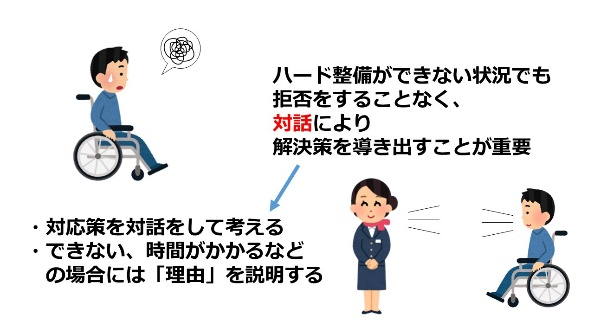 ハード整備ができない状況でも
拒否をすることなく、
対話により
解決策を導き出すことが重要
・対応策を対話をして考える
・できない、時間がかかるなど
の場合には「理由」を説明する